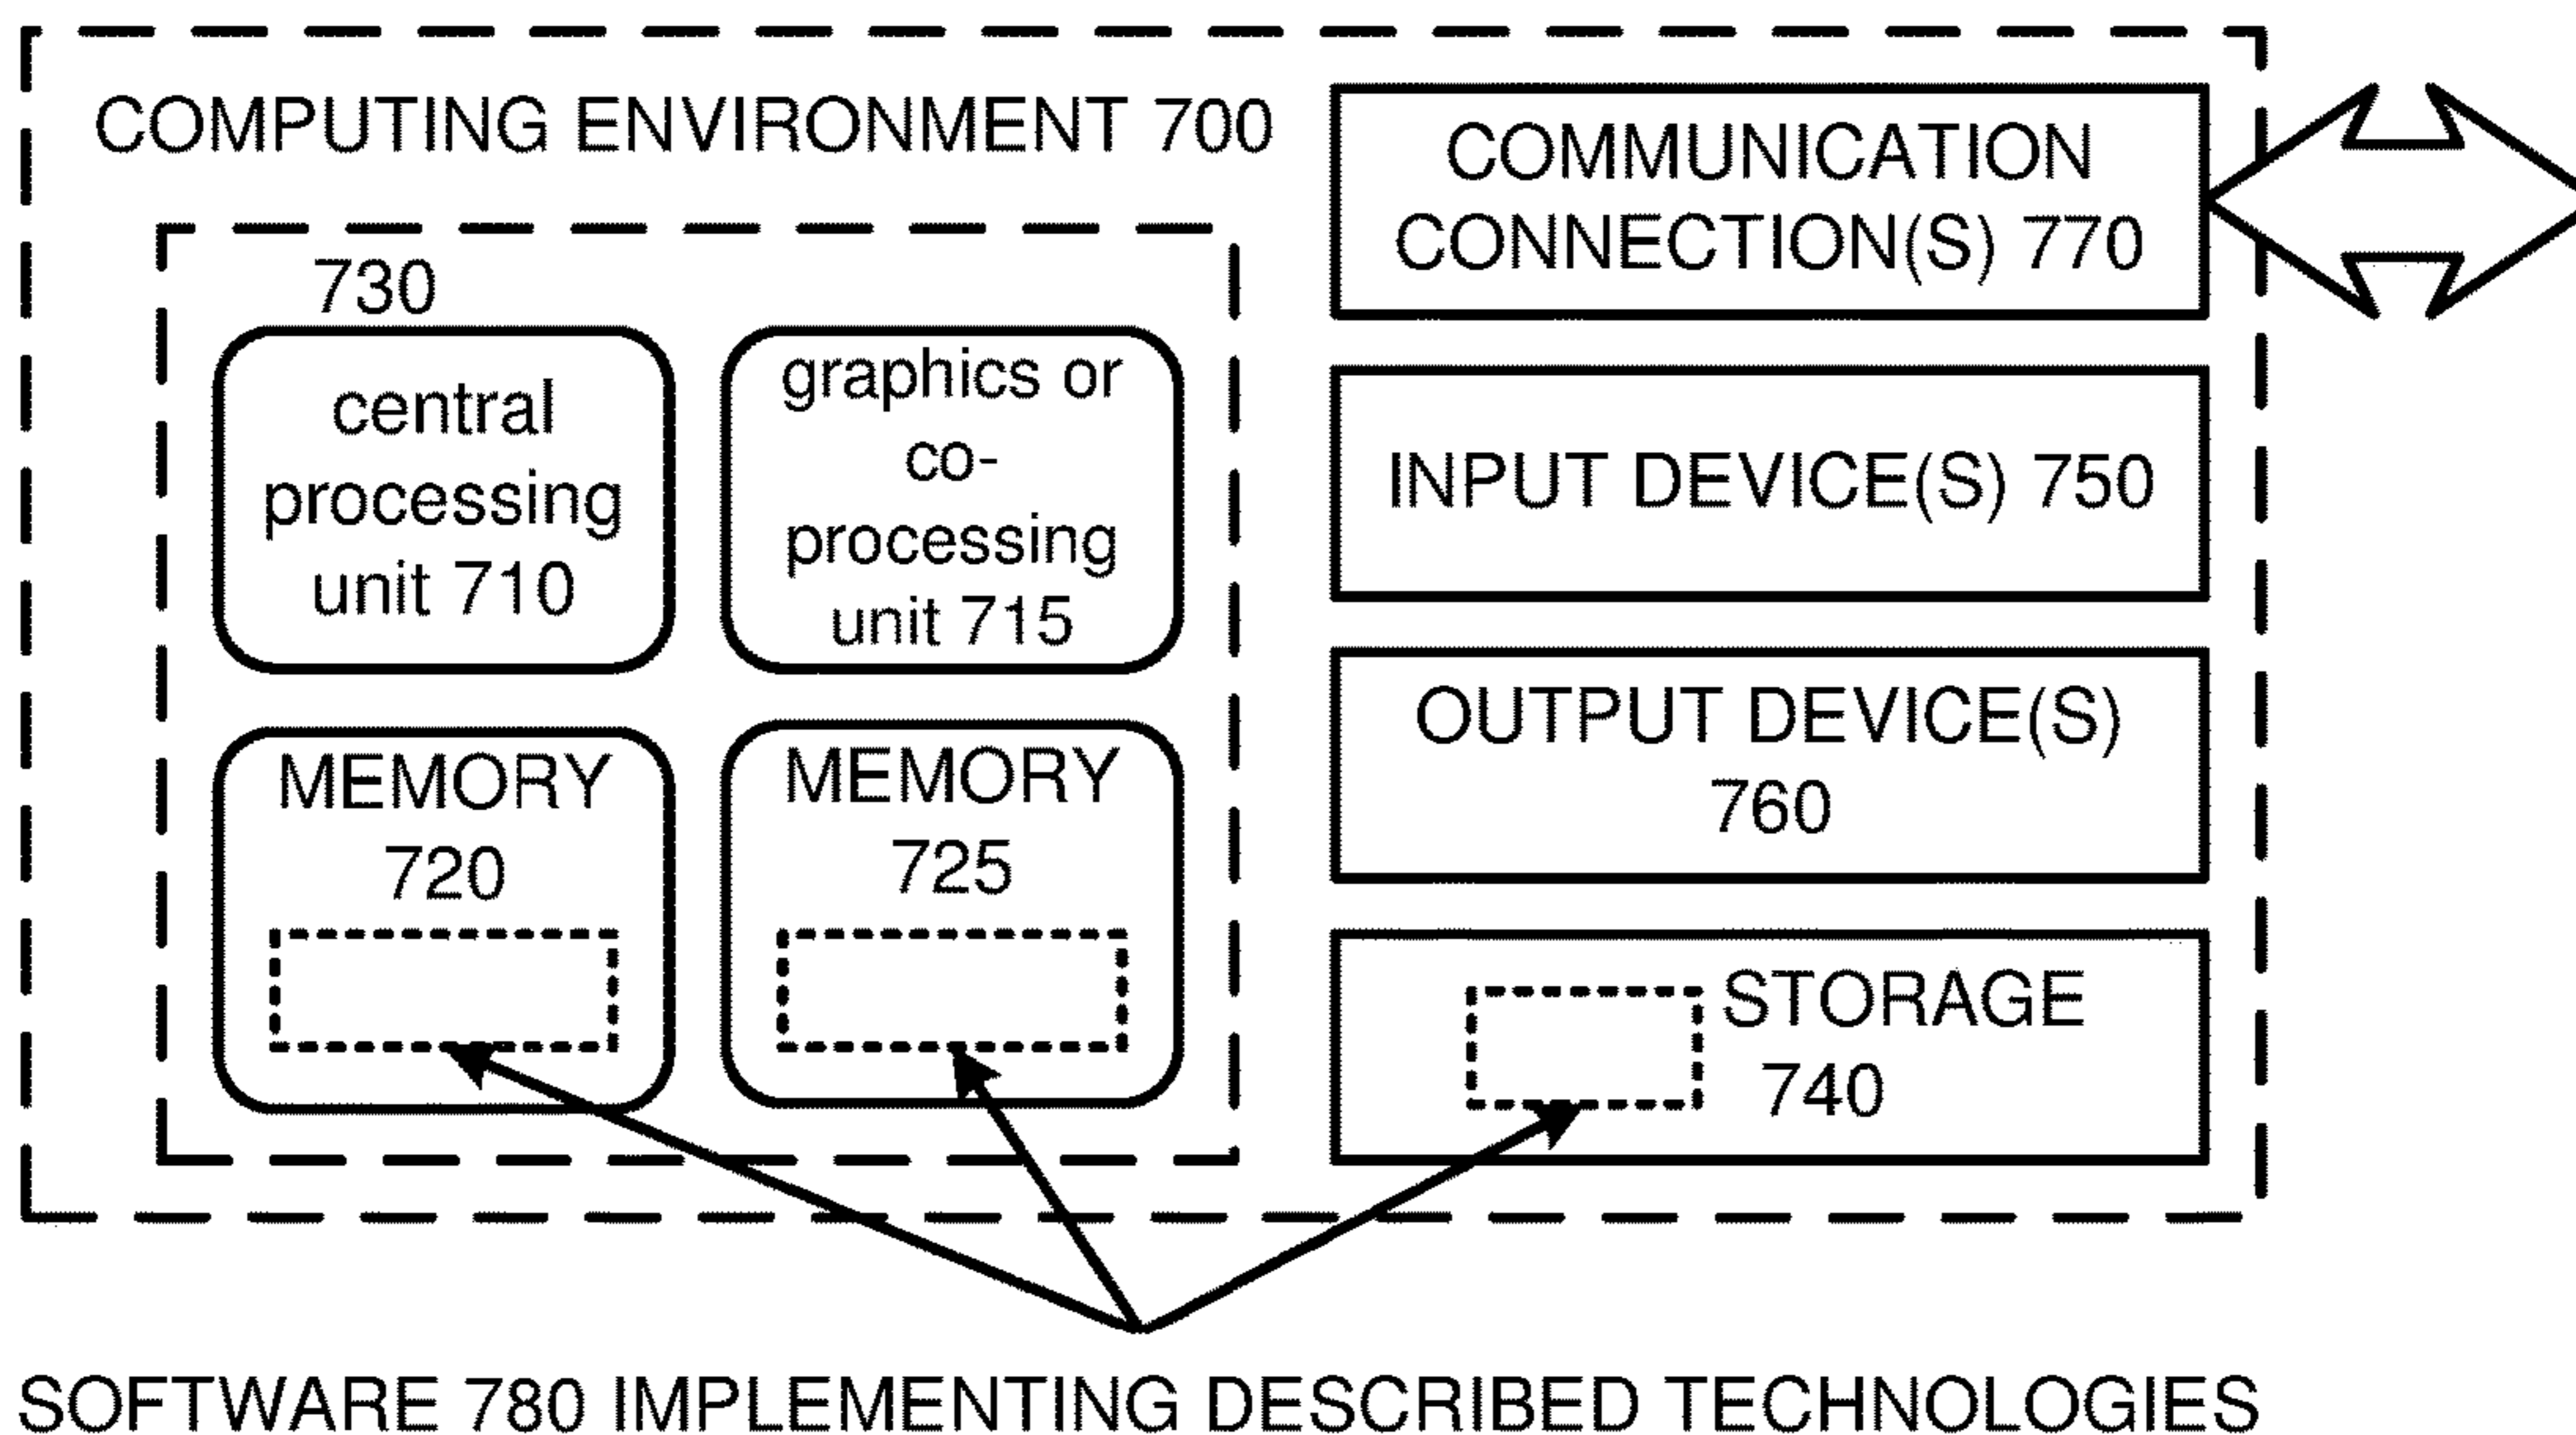 COMPUTING ENVIRONMENT 700
730
central
processing
unit 710
graphics or
co-
processing
unit 715
MEMORY
720
MEMORY
725
COMMUNICATION
CONNECTION(S) 770
INPUT DEVICE(S) 750
OUTPUT DEVICE(S)
760
STORAGE
740
SOFTWARE 780 IMPLEMENTING DESCRIBED TECHNOLOGIES